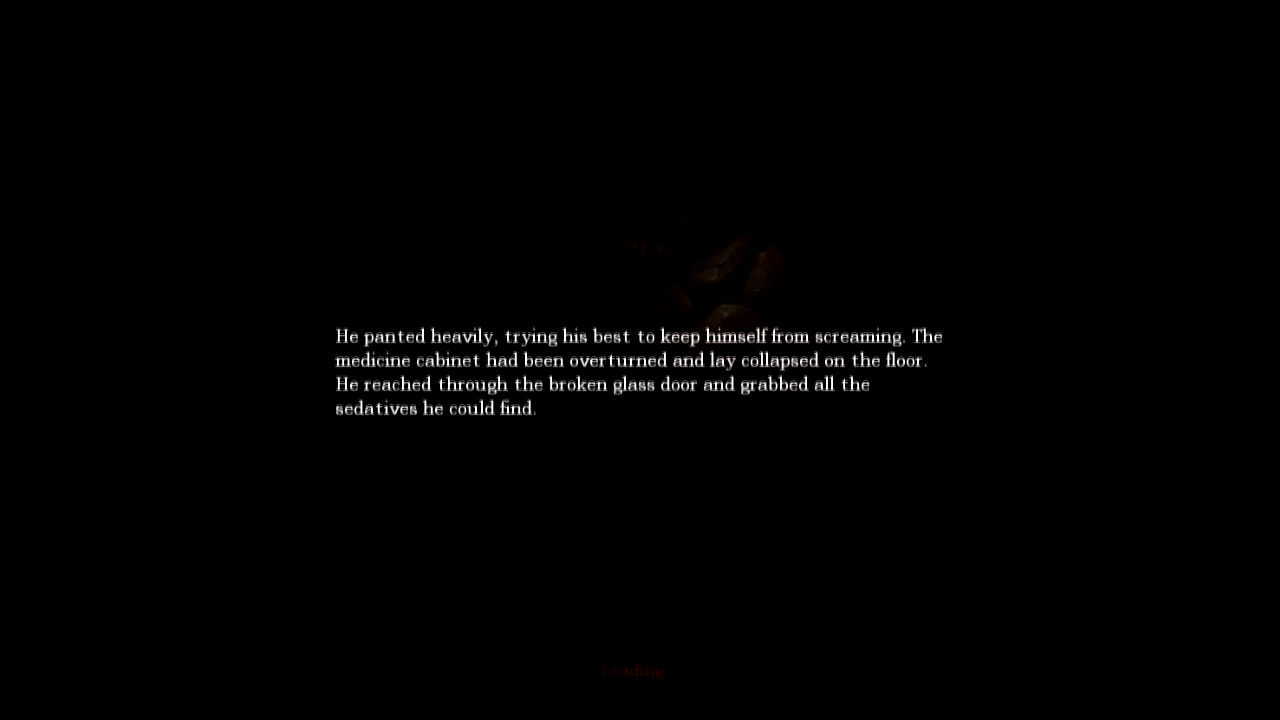 He panted heavily, trying his best to keep himself from screaming. The
medicine cabinet had been overturned and lay collapsed on the floor.
He reached through the broken glass door and grabbed all the
sedatives he could find.
Loading